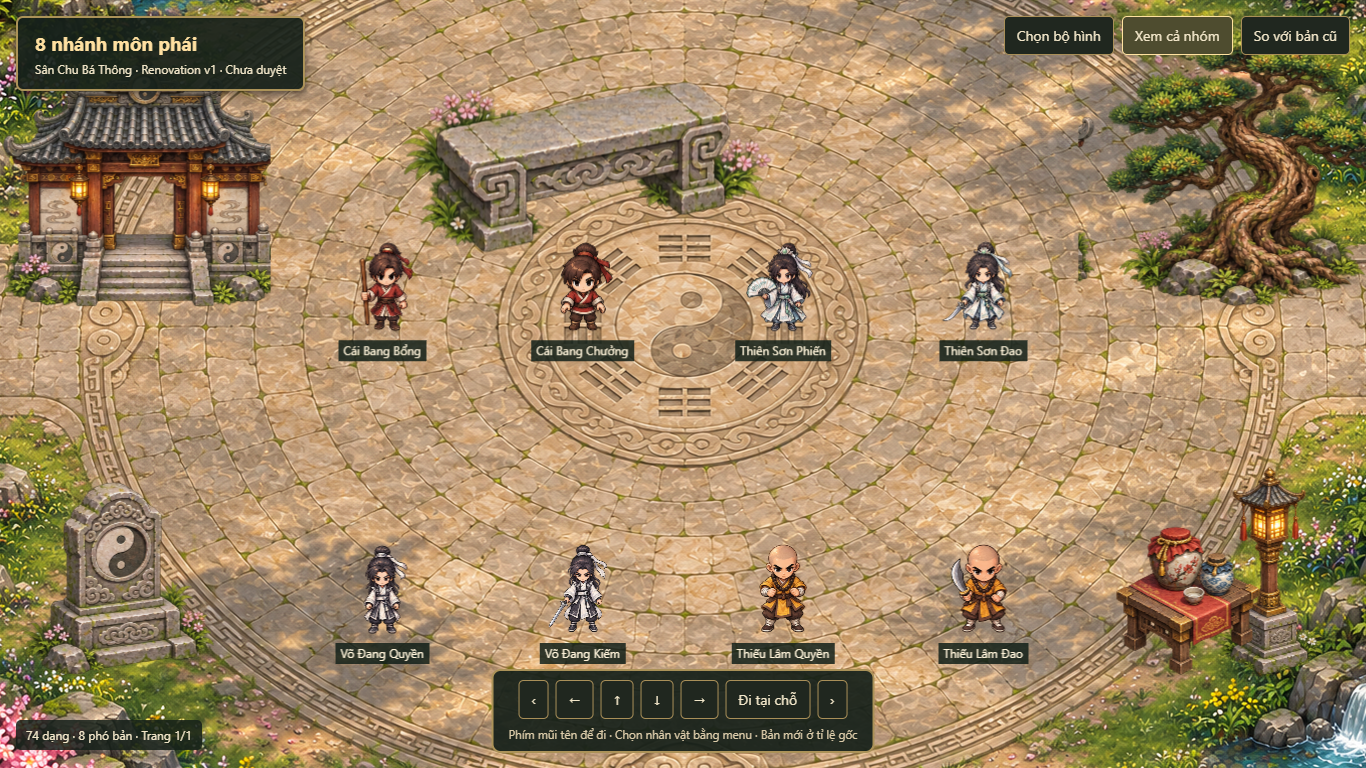 8 nhánh môn phái
Sân Chu Bá Thông · Renovation v1 · Chưa duyệt
Chọn bộ hình
Xem cả nhóm
So với bản cũ
Cái Bang Bổng
Cái Bang Chưởng
Thiên Sơn Phiến
Thiên Sơn Đao
Võ Đang Quyền
Võ Đang Kiếm
Thiếu Lâm Quyền
Thiếu Lâm Đao
‹ ← ↑ ↓ → Đi tại chỗ ›
Phím mũi tên để đi · Chọn nhân vật bằng menu · Bản mới ở tỉ lệ gốc
74 dạng · 8 phó bản · Trang 1/1